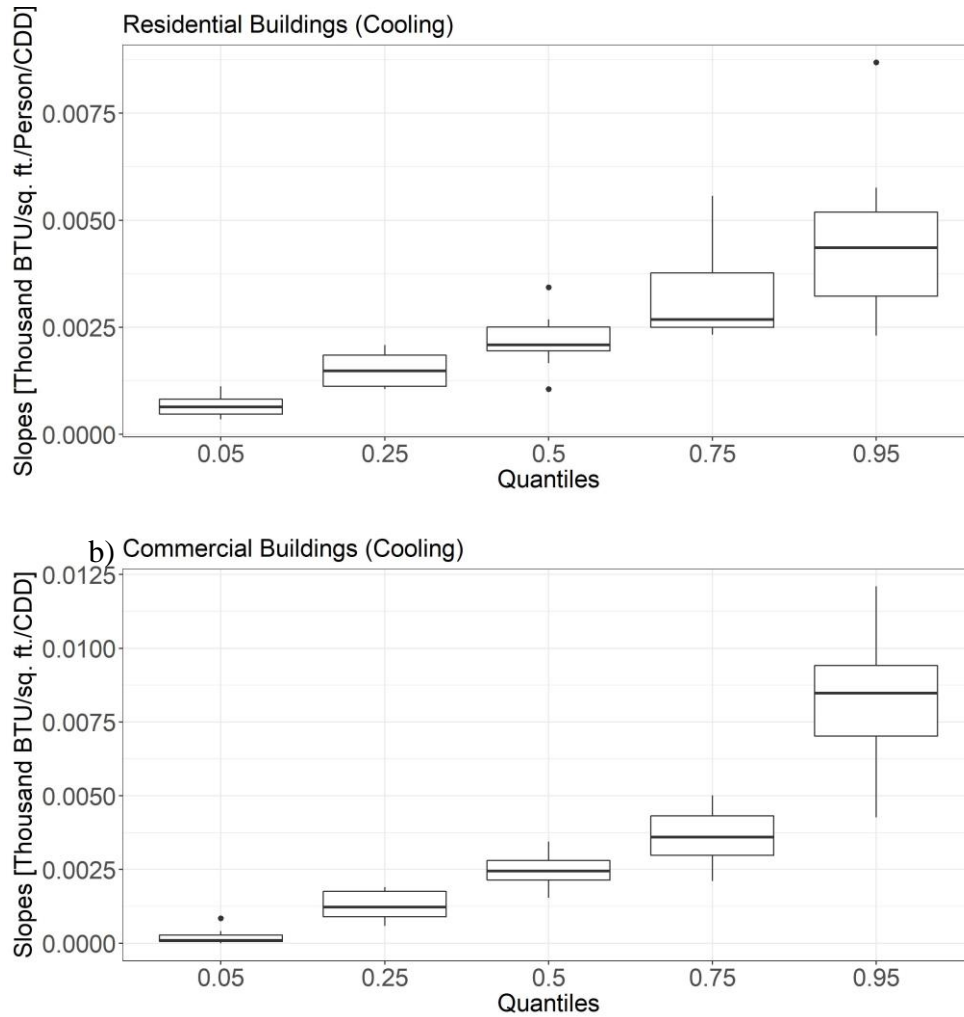 Residential Buildings (Cooling)
Slopes [Thousand BTU/sq. ft./Person/CDD]
0.0075
0.0050
0.0025
0.0000
0.05 0.25 0.5 0.75 0.95
Quantiles
b) Commercial Buildings (Cooling)
Slopes [Thousand BTU/sq. ft./CDD]
0.0125
0.0100
0.0075
0.0050
0.0025
0.0000
0.05 0.25 0.5 0.75 0.95
Quantiles